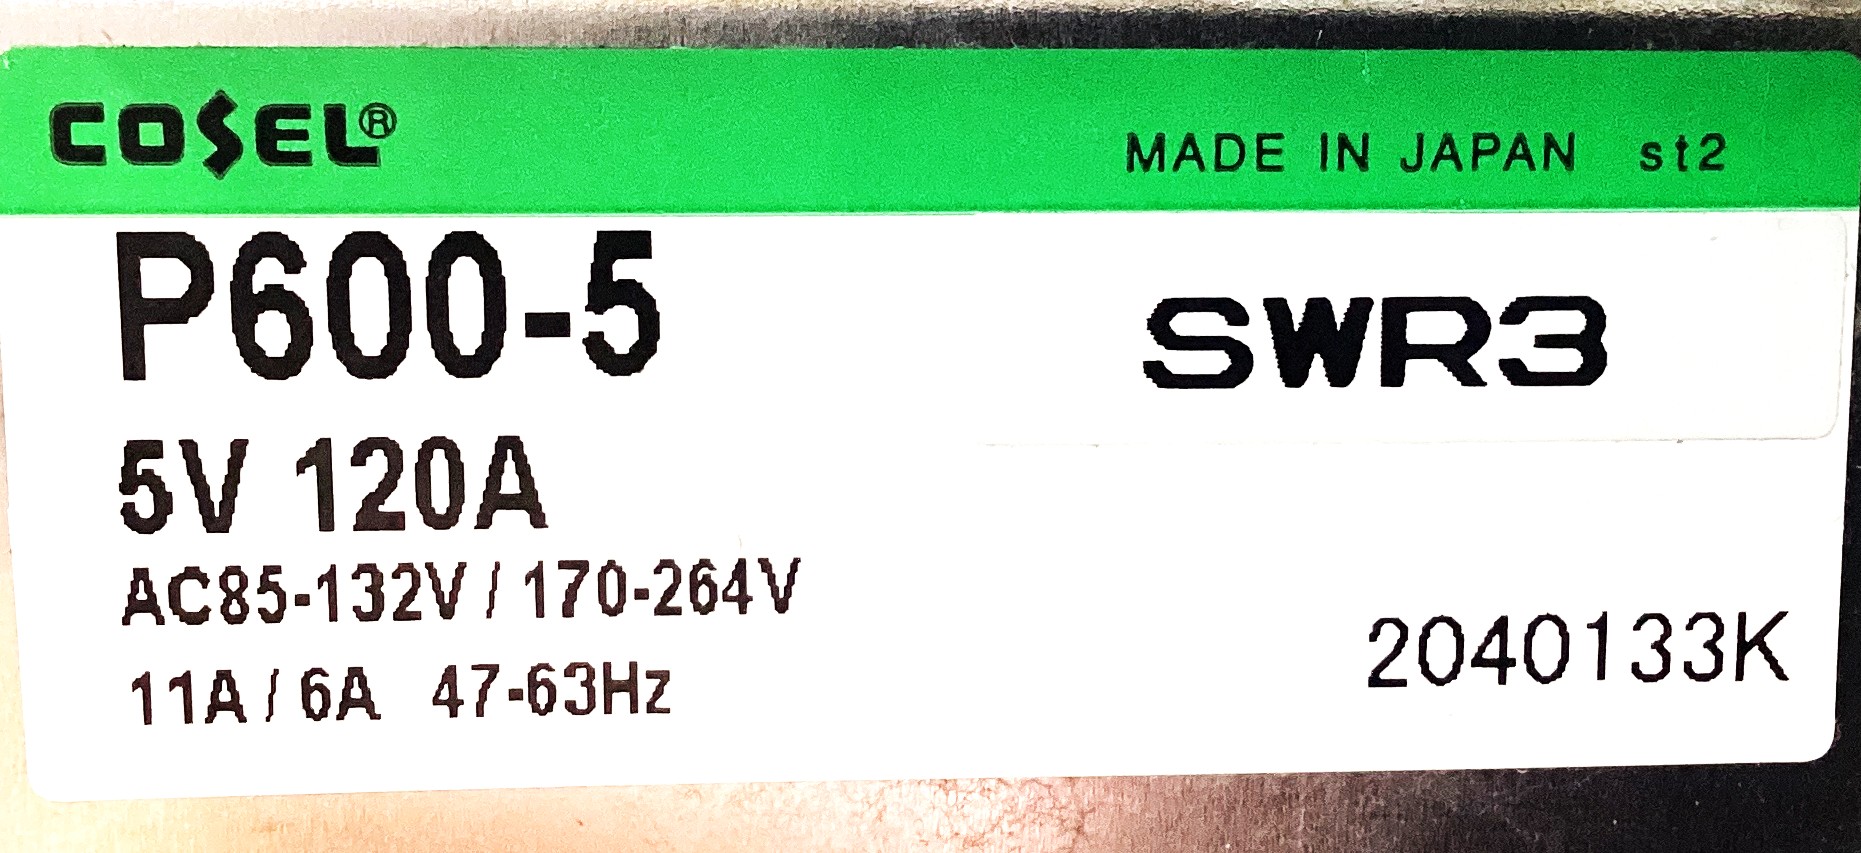 COSEL®
MADE IN JAPAN st2
P600-5
SWR3
5V 120A
AC85-132V / 170-264V
11A / 6A 47-63Hz
2040133K